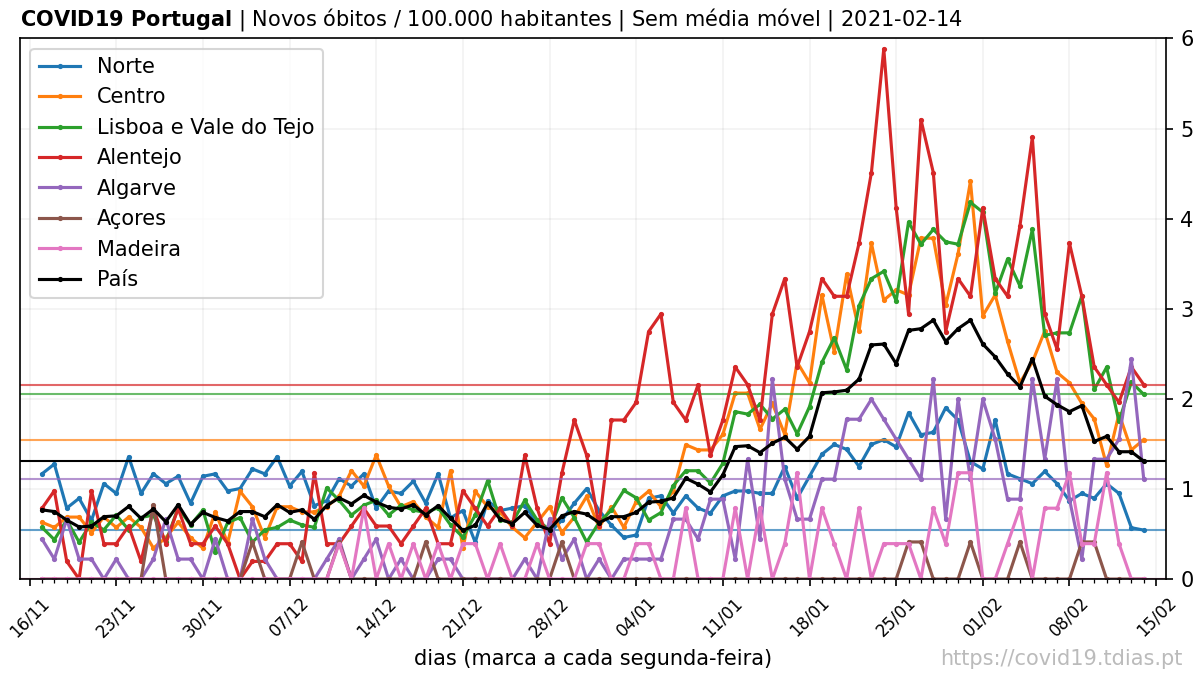 COVID19 Portugal | Novos óbitos / 100.000 habitantes | Sem média móvel | 2021-02-14
Norte
Centro
Lisboa e Vale do Tejo
Alentejo
Algarve
Açores
Madeira
País
6
5
4
3
2
1
0
16/11
23/11
30/11
07/12
14/12
21/12
28/12
04/01
11/01
18/01
25/01
01/02
08/02
15/02
dias (marca a cada segunda-feira)
https://covid19.tdias.pt